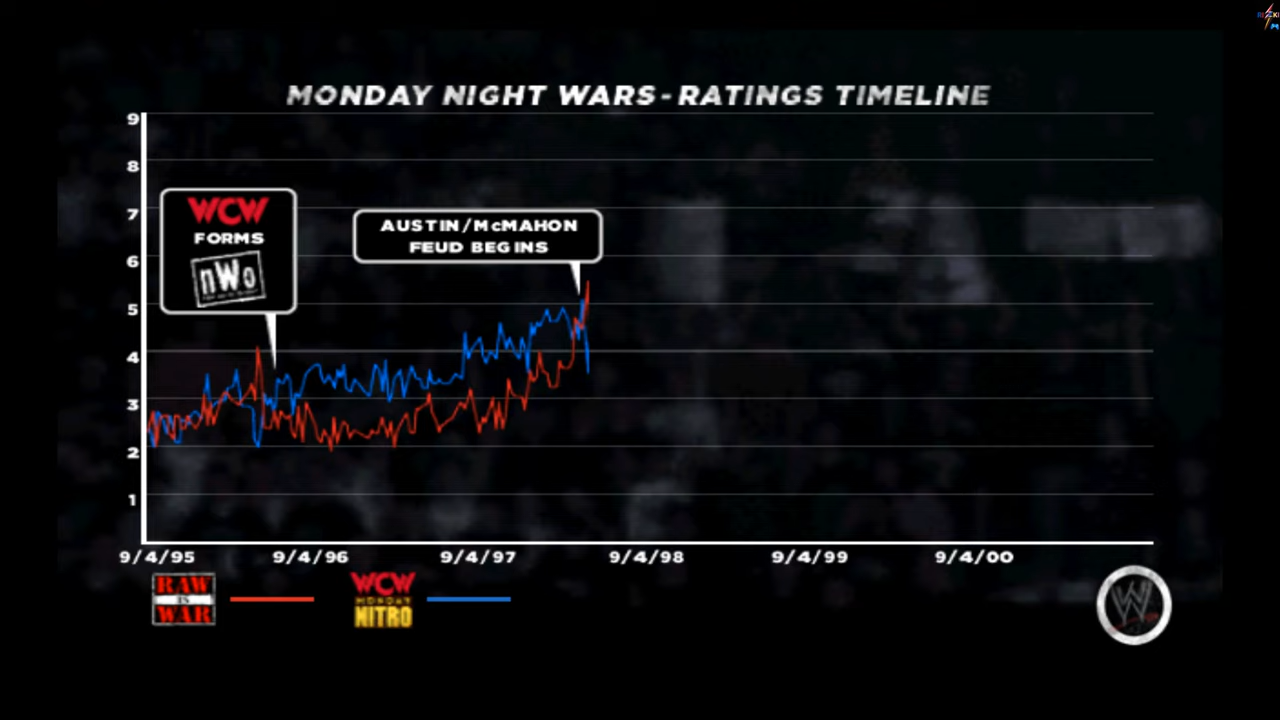 MONDAY NIGHT WARS - RATINGS TIMELINE
9
8
7
6
5
4
3
2
1
WCW
FORMS
nWo
AUSTIN/McMAHON
FEUD BEGINS
9/4/95
9/4/96
9/4/97
9/4/98
9/4/99
9/4/00
RAW
IS
WAR
WCW
MONDAY
NITRO
W